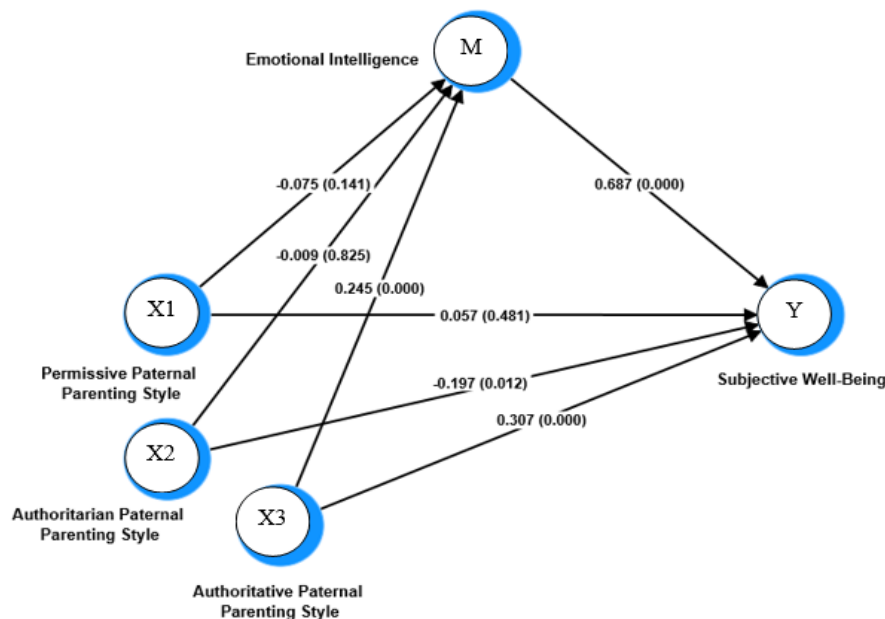 M
Emotional Intelligence
-0.075 (0.141)
0.687 (0.000)
-0.009 (0.825)
0.245 (0.000)
X1
0.057 (0.481)
Y
Permissive Paternal
Parenting Style
Subjective Well-Being
-0.197 (0.012)
0.307 (0.000)
X2
Authoritarian Paternal
Parenting Style
X3
Authoritative Paternal
Parenting Style